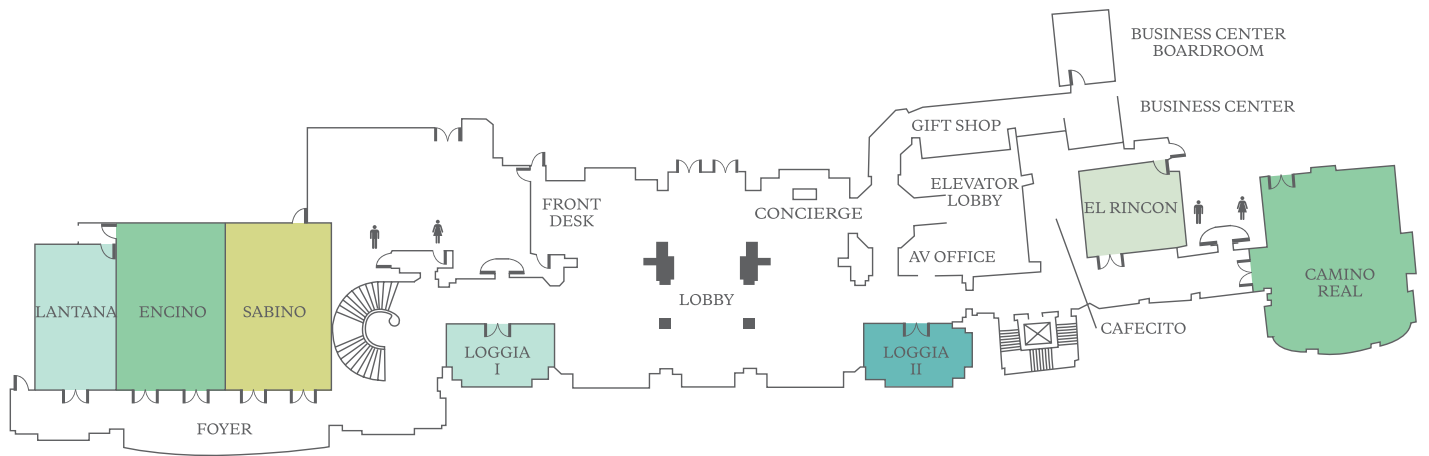 BUSINESS CENTER
BOARDROOM
BUSINESS CENTER
GIFT SHOP
ELEVATOR
LOBBY
FRONT
DESK
CONCIERGE
EL RINCON
AV OFFICE
CAMINO
REAL
LOBBY
LANTANA
ENCINO
SABINO
CAFECITO
LOGGIA
I
LOGGIA
II
FOYER